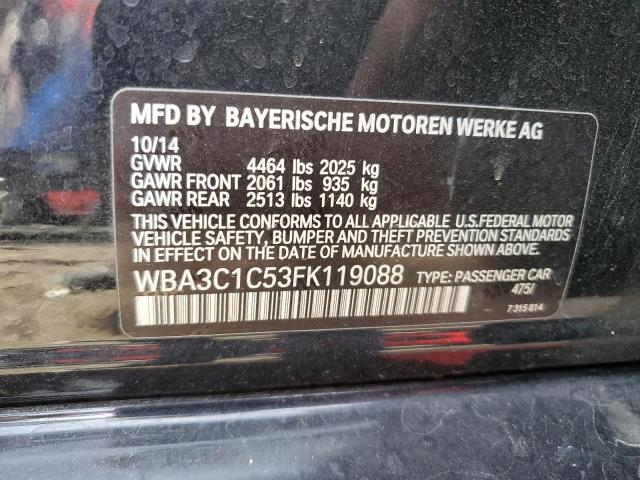 MFD BY BAYERISCHE MOTOREN WERKE AG
10/14
GVWR 4464 lbs 2025 kg
GAWR FRONT 2061 lbs 935 kg
GAWR REAR 2513 lbs 1140 kg
THIS VEHICLE CONFORMS TO ALL APPLICABLE U.S.FEDERAL MOTOR
VEHICLE SAFETY, BUMPER AND THEFT PREVENTION STANDARDS
IN EFFECT ON THE DATE OF MANUFACTURE SHOWN ABOVE.
WBA3C1C53FK119088 TYPE: PASSENGER CAR
475/
7 315 814